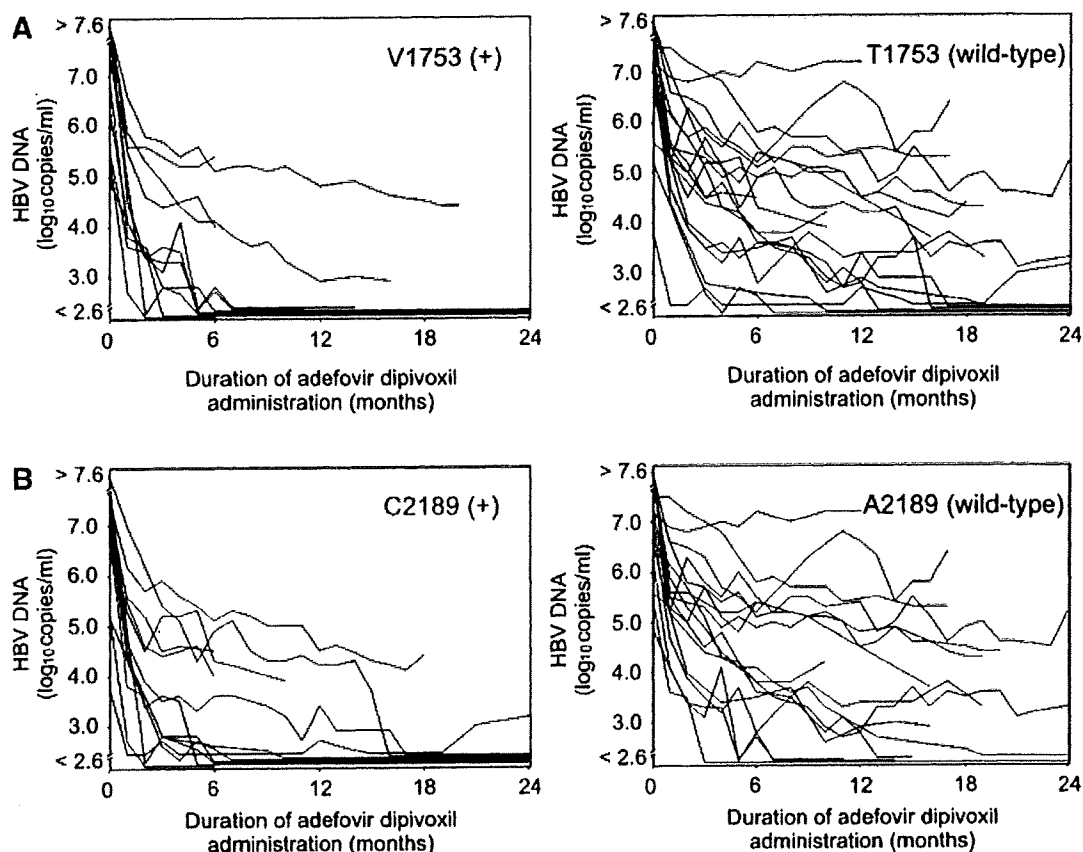 A
V1753 (+)
HBV DNA
(log10copies/ml)
> 7.6
7.0
6.0
5.0
4.0
3.0
< 2.6
0
6
12
18
24
Duration of adefovir dipivoxil
administration (months)
T1753 (wild-type)
HBV DNA
(log10copies/ml)
> 7.6
7.0
6.0
5.0
4.0
3.0
< 2.6
0
6
12
18
24
Duration of adefovir dipivoxil
administration (months)
B
C2189 (+)
HBV DNA
(log10copies/ml)
> 7.6
7.0
6.0
5.0
4.0
3.0
< 2.6
0
6
12
18
24
Duration of adefovir dipivoxil
administration (months)
A2189 (wild-type)
HBV DNA
(log10copies/ml)
> 7.6
7.0
6.0
5.0
4.0
3.0
< 2.6
0
6
12
18
24
Duration of adefovir dipivoxil
administration (months)